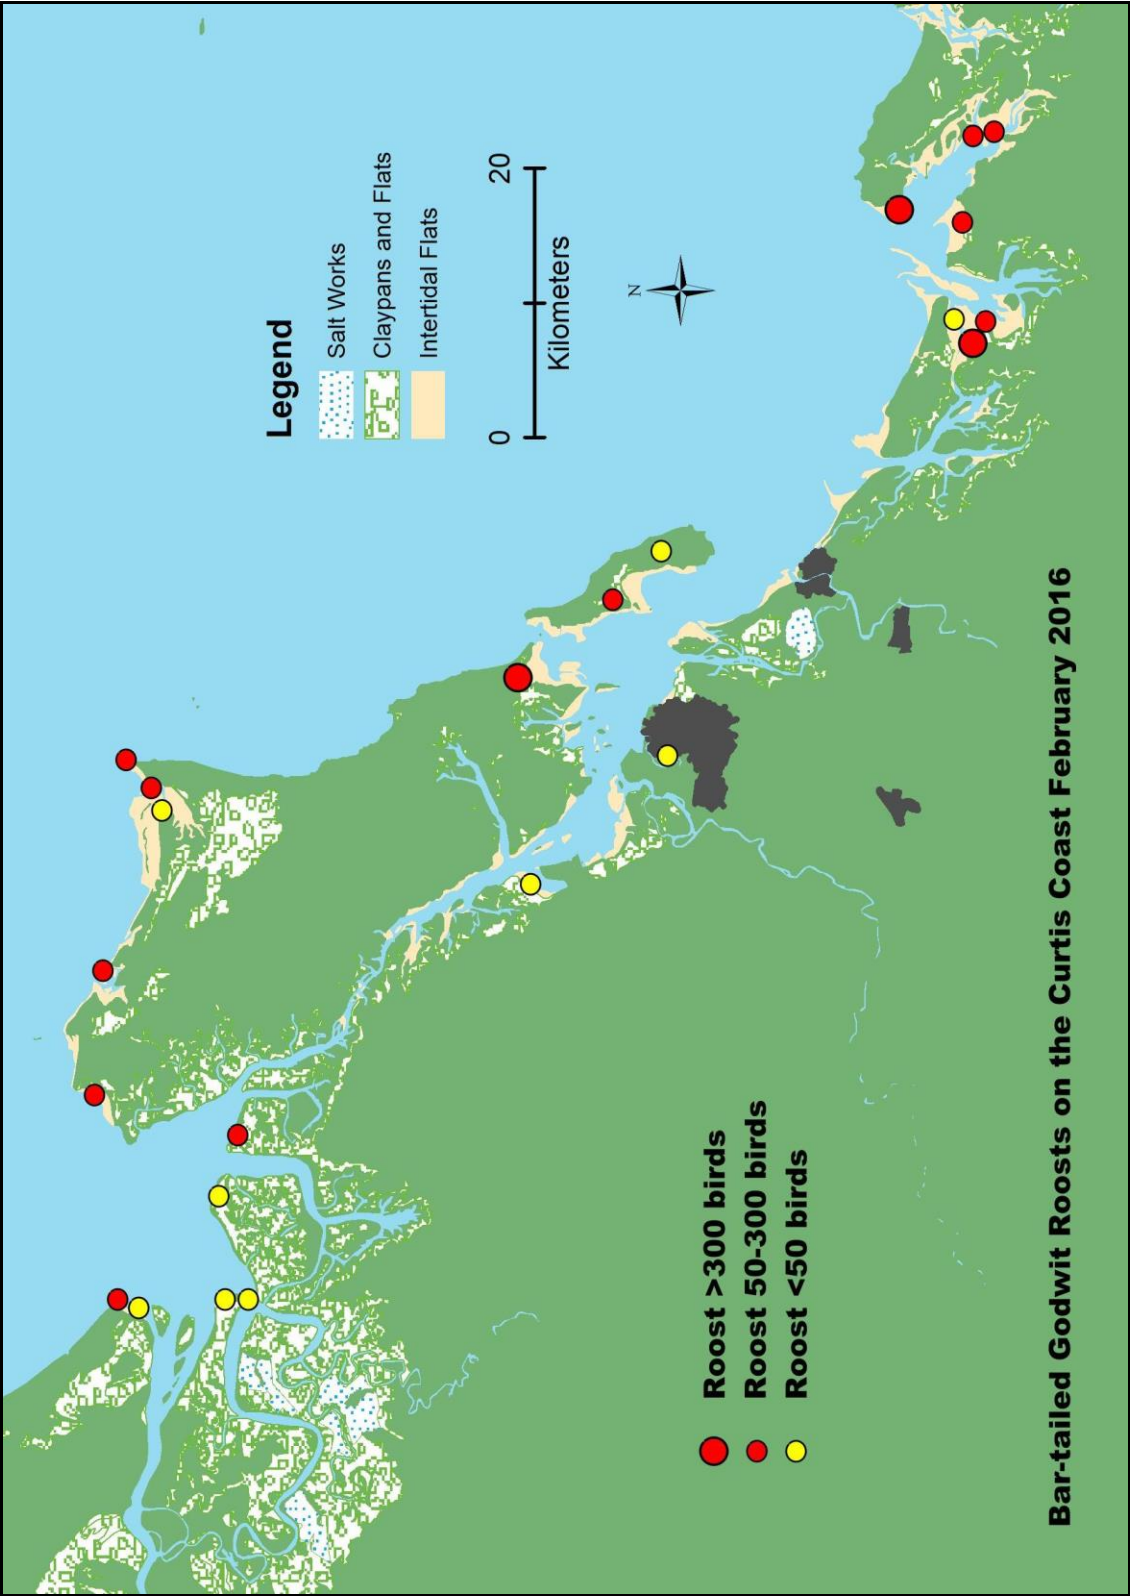 Legend
Salt Works
Claypans and Flats
Intertidal Flats
0 20
Kilometers
N
Roost >300 birds
Roost 50-300 birds
Roost <50 birds
Bar-tailed Godwit Roosts on the Curtis Coast February 2016